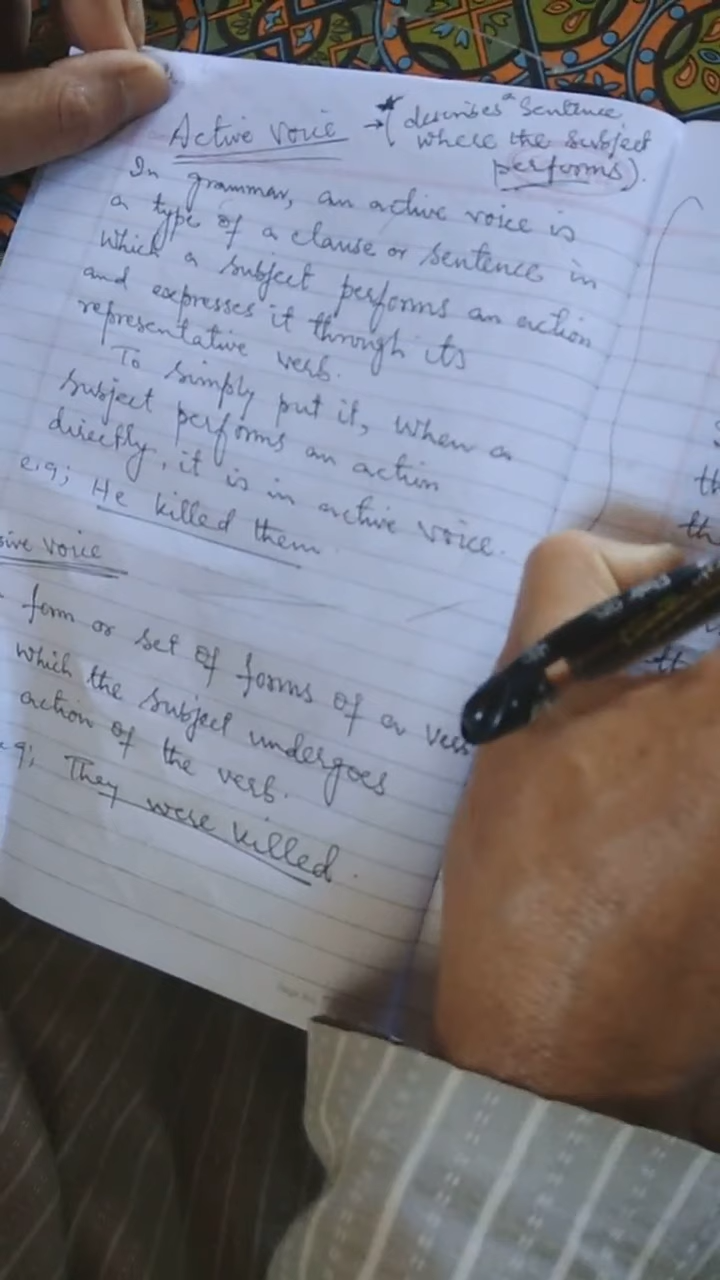 Active voice → ( describes a sentence
where the subject
performs).
In grammar, an active voice is
a type of a clause or sentence in
which a subject performs an action
and expresses it through its
representative verb.
To simply put it, when a
subject performs an action
directly, it is in active voice.
e.g; He killed them
sive voice
form or set of forms of a verb
which the subject undergoes
action of the verb.
e.g; They were killed.
th
th
tt